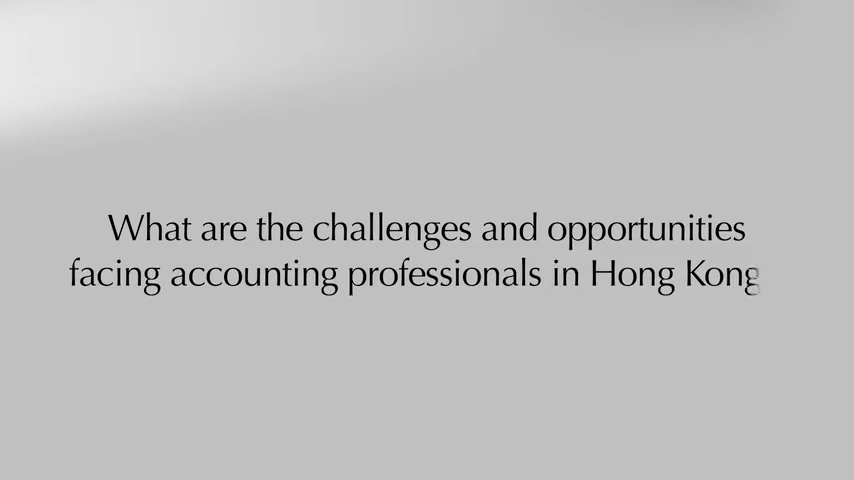 What are the challenges and opportunities
facing accounting professionals in Hong Kong